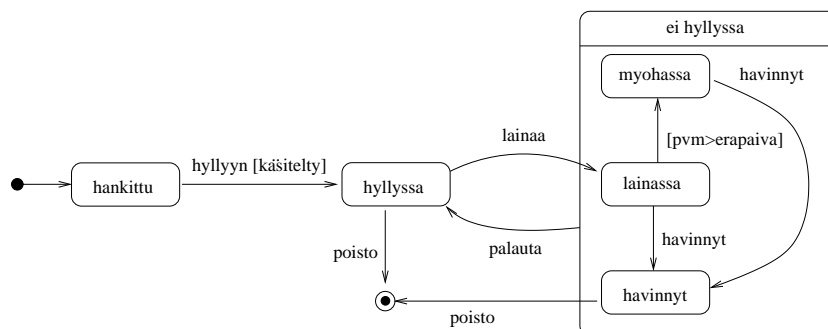 ei hyllyssa
myohassa
havinnyt
lainaa
[pvm>erapaiva]
hyllyyn [käsitelty]
hankittu
hyllyssa
lainassa
havinnyt
poisto
palauta
havinnyt
poisto